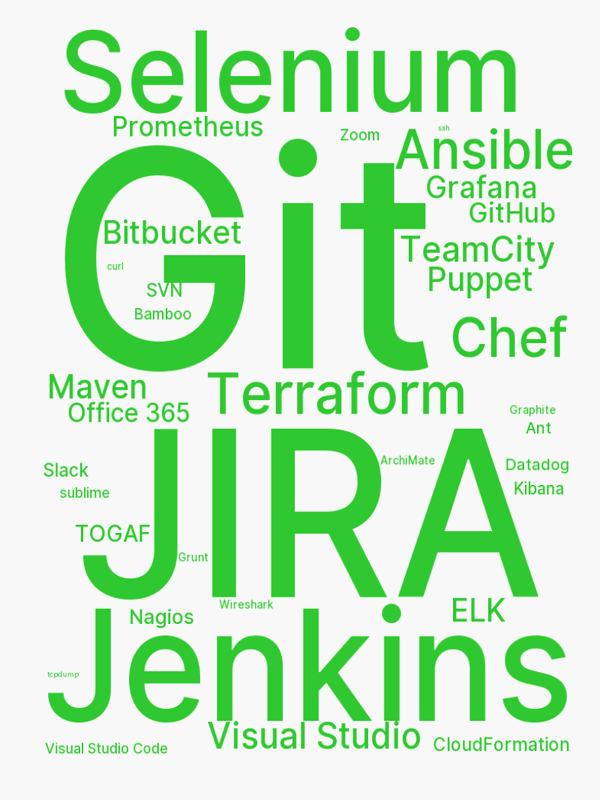 Selenium
Prometheus
Zoom
ssh
Ansible
Git
Grafana
GitHub
Bitbucket
TeamCity
curl
Puppet
SVN
Bamboo
Chef
Maven
Terraform
Office 365
Graphite
Ant
JIRA
ArchiMate
Slack
Datadog
sublime
Kibana
TOGAF
Grunt
Wireshark
ELK
Nagios
Jenkins
tcpdump
Visual Studio
Visual Studio Code
CloudFormation